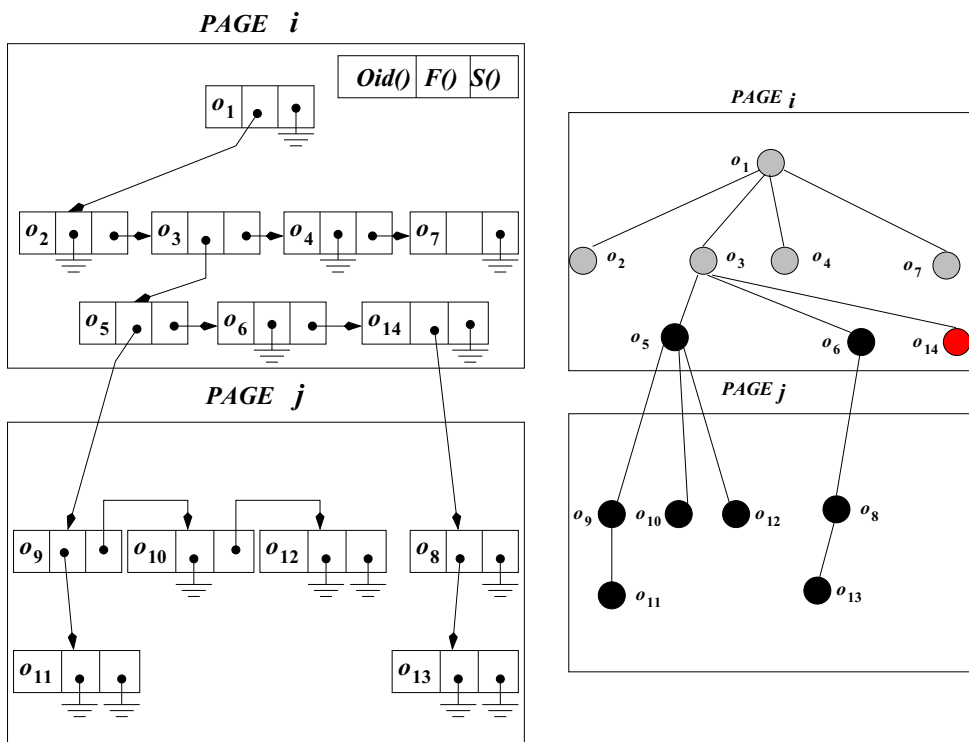 PAGE i
Oid() F() S()
o1
o2 o3 o4 o7
o5 o6 o14
PAGE j
o9 o10 o12 o8
o11 o13
PAGE i
o1
o2 o3 o4 o7
o5 o6 o14
PAGE j
o9 o10 o12 o8
o11 o13